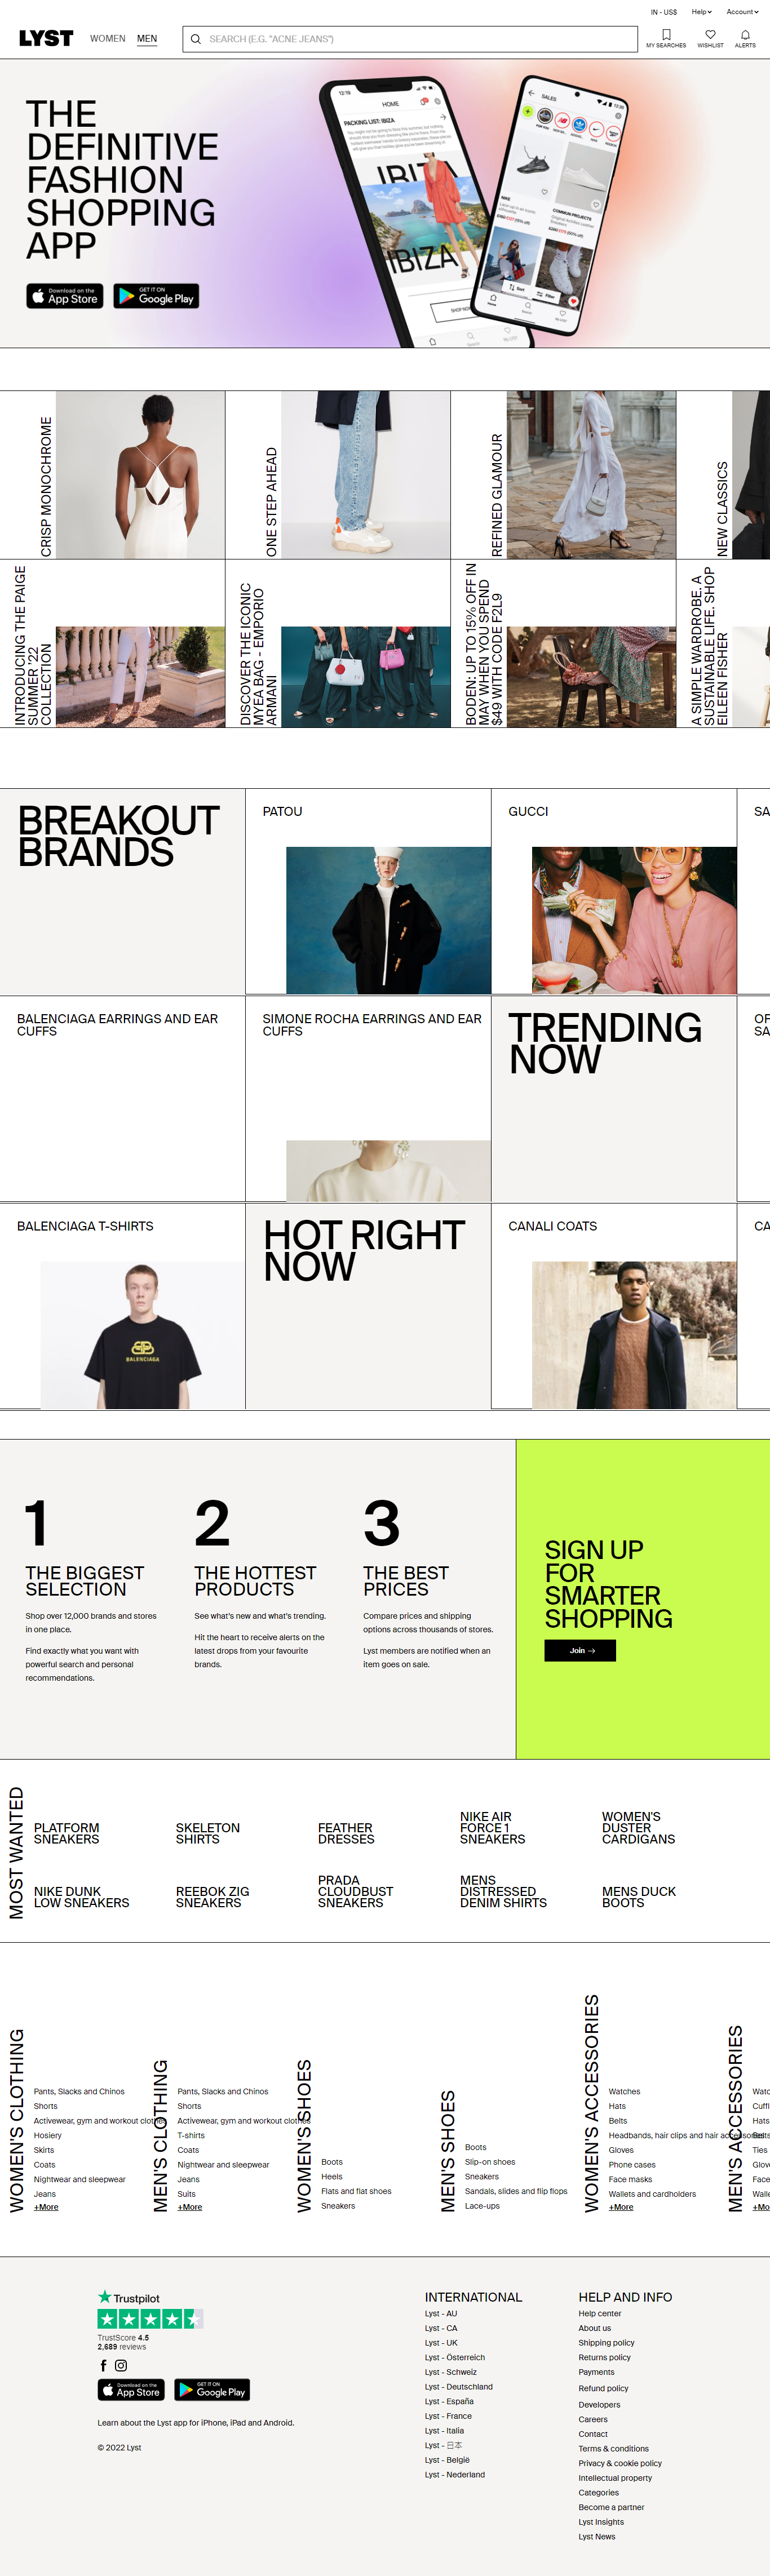 IN - US$ Help Account
LYST WOMEN MEN
SEARCH (E.G. "ACNE JEANS")
MY SEARCHES WISHLIST ALERTS
THE
DEFINITIVE
FASHION
SHOPPING
APP
Download on the
App Store
GET IT ON
Google Play
HOME
PACKING LIST: IBIZA
IBIZA
IBIZA
SALES
NIKE
COMMON PROJECTS
Sort
Filter
CRISP MONOCHROME
ONE STEP AHEAD
REFINED GLAMOUR
NEW CLASSICS
INTRODUCING THE PAIGE
SUMMER '22
COLLECTION
DISCOVER THE ICONIC
MYEA BAG - EMPORIO
ARMANI
BODEN: UP TO 15% OFF IN
MAY WHEN YOU SPEND
$49 WITH CODE F2L9
A SIMPLE WARDROBE. A
SUSTAINABLE LIFE. SHOP
EILEEN FISHER
BREAKOUT
BRANDS
PATOU
GUCCI
SA
BALENCIAGA EARRINGS AND EAR
CUFFS
SIMONE ROCHA EARRINGS AND EAR
CUFFS
TRENDING
NOW
OF
SA
BALENCIAGA T-SHIRTS
BALENCIAGA
HOT RIGHT
NOW
CANALI COATS
CA
1
THE BIGGEST
SELECTION
Shop over 12,000 brands and stores
in one place.
Find exactly what you want with
powerful search and personal
recommendations.
2
THE HOTTEST
PRODUCTS
See what's new and what's trending.
Hit the heart to receive alerts on the
latest drops from your favourite
brands.
3
THE BEST
PRICES
Compare prices and shipping
options across thousands of stores.
Lyst members are notified when an
item goes on sale.
SIGN UP
FOR
SMARTER
SHOPPING
Join
MOST WANTED
PLATFORM
SNEAKERS
SKELETON
SHIRTS
FEATHER
DRESSES
NIKE AIR
FORCE 1
SNEAKERS
WOMEN'S
DUSTER
CARDIGANS
NIKE DUNK
LOW SNEAKERS
REEBOK ZIG
SNEAKERS
PRADA
CLOUDBUST
SNEAKERS
MENS
DISTRESSED
DENIM SHIRTS
MENS DUCK
BOOTS
WOMEN'S CLOTHING
Pants, Slacks and Chinos
Shorts
Activewear, gym and workout clothes
Hosiery
Skirts
Coats
Nightwear and sleepwear
Jeans
+More
MEN'S CLOTHING
Pants, Slacks and Chinos
Shorts
Activewear, gym and workout clothes
T-shirts
Coats
Nightwear and sleepwear
Jeans
Suits
+More
WOMEN'S SHOES
Boots
Heels
Flats and flat shoes
Sneakers
MEN'S SHOES
Boots
Slip-on shoes
Sneakers
Sandals, slides and flip flops
Lace-ups
WOMEN'S ACCESSORIES
Watches
Hats
Belts
Headbands, hair clips and hair accessories
Gloves
Phone cases
Face masks
Wallets and cardholders
+More
MEN'S ACCESSORIES
Watc
Cuffl
Hats
Belts
Ties
Glove
Face
Walle
+Mo
Trustpilot
TrustScore 4.5
2,689 reviews
Download on the
App Store
GET IT ON
Google Play
Learn about the Lyst app for iPhone, iPad and Android.
© 2022 Lyst
INTERNATIONAL
Lyst - AU
Lyst - CA
Lyst - UK
Lyst - Österreich
Lyst - Schweiz
Lyst - Deutschland
Lyst - España
Lyst - France
Lyst - Italia
Lyst - 日本
Lyst - België
Lyst - Nederland
HELP AND INFO
Help center
About us
Shipping policy
Returns policy
Payments
Refund policy
Developers
Careers
Contact
Terms & conditions
Privacy & cookie policy
Intellectual property
Categories
Become a partner
Lyst Insights
Lyst News